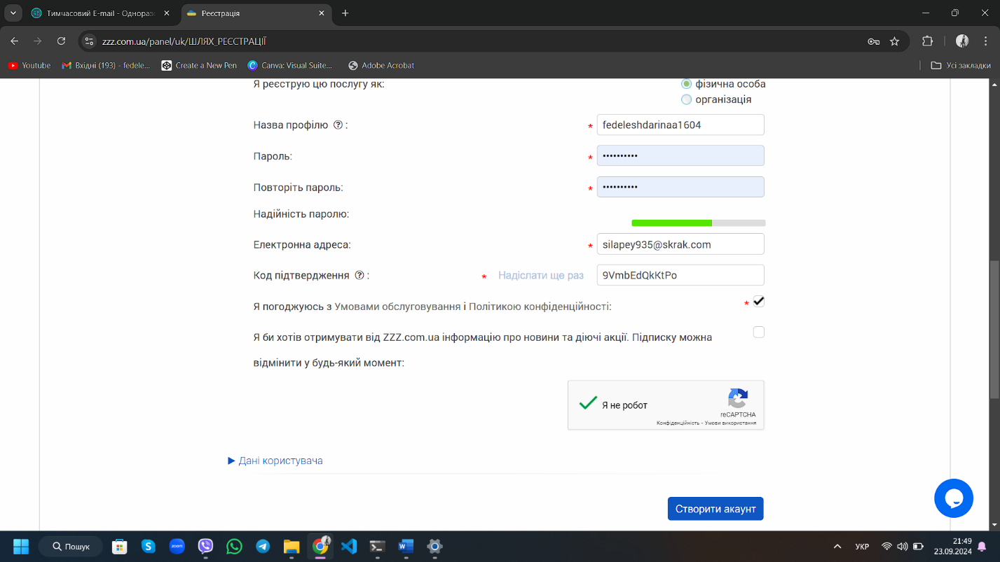 Тимчасовий E-mail - Одноразо
Реєстрація
zzz.com.ua/panel/uk/ШЛЯХ_РЕЄСТРАЦІЇ
Youtube
Вхідні (193) - fedele...
Create a New Pen
Canva: Visual Suite...
Adobe Acrobat
Усі закладки
Я реєструю цю послугу як:
фізична особа
організація
Назва профілю ? :
* fedeleshdarinaa1604
Пароль:
* ••••••••••
Повторіть пароль:
* ••••••••••
Надійність паролю:
Електронна адреса:
* silapey935@skrak.com
Код підтвердження ? :
* Надіслати ще раз
9VmbEdQkKtPo
Я погоджуюсь з Умовами обслуговування і Політикою конфіденційності:
*
Я би хотів отримувати від ZZZ.com.ua інформацію про новини та діючі акції. Підписку можна
відмінити у будь-який момент:
Я не робот
reCAPTCHA
Конфіденційність - Умови використання
Дані користувача
Створити акаунт
Пошук
zoom
УКР
21:49
23.09.2024